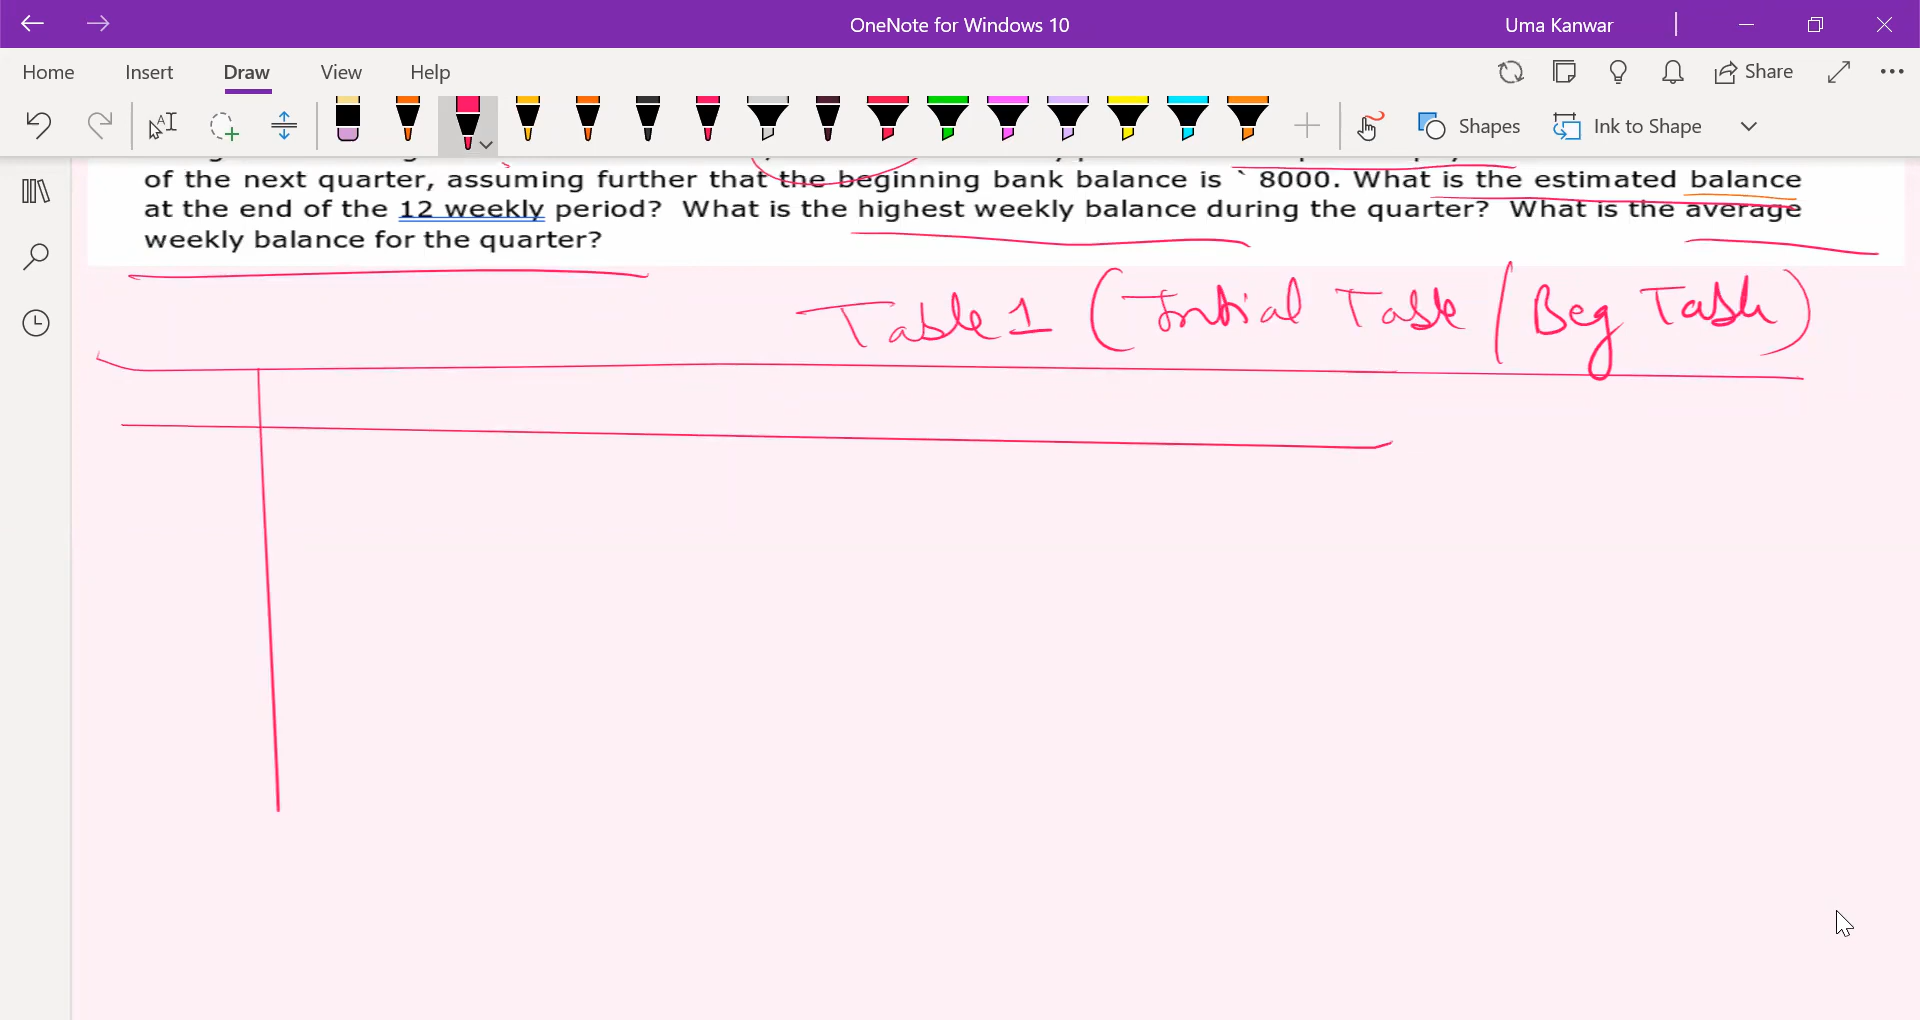 OneNote for Windows 10
Uma Kanwar
Home Insert Draw View Help
Share
Shapes Ink to Shape
of the next quarter, assuming further that the beginning bank balance is ` 8000. What is the estimated balance
at the end of the 12 weekly period? What is the highest weekly balance during the quarter? What is the average
weekly balance for the quarter?
Table 1 (Initial Table / Beg Table)